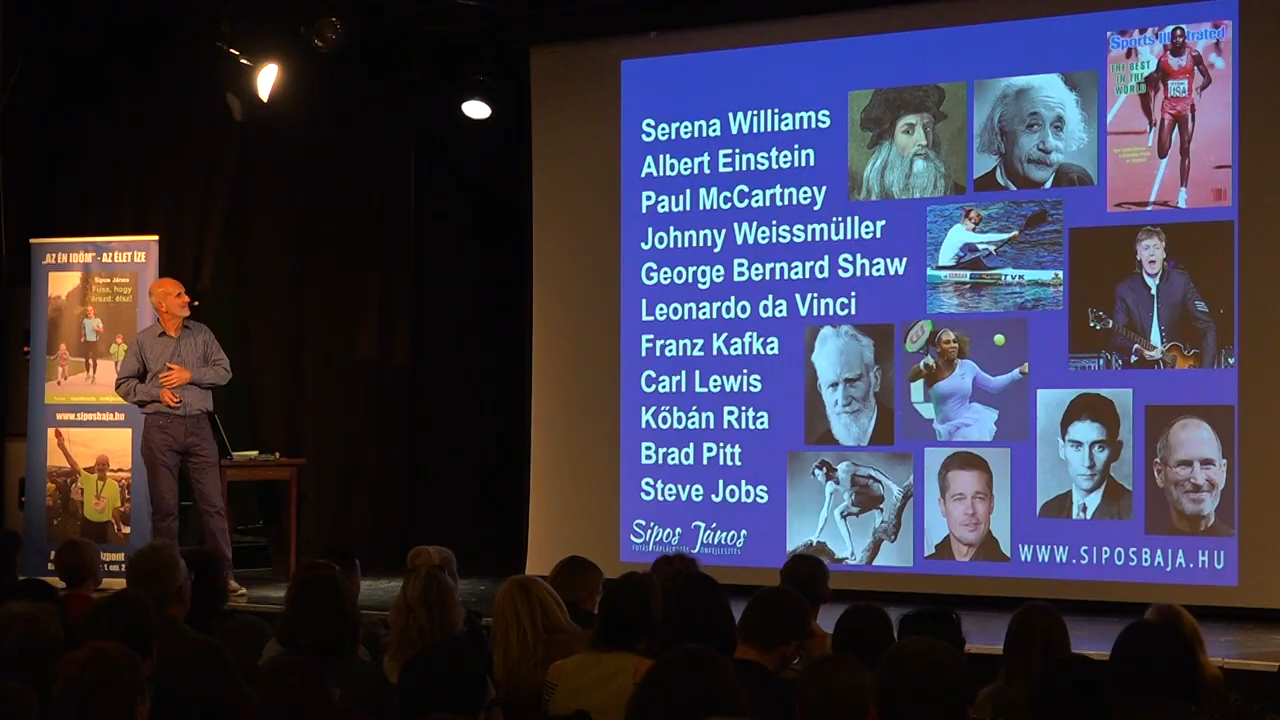 „AZ ÉN IDŐM” - AZ ÉLET ÍZE
Sipos János
Fuss, hogy
érezd: élsz!
www.siposbaja.hu
Serena Williams
Albert Einstein
Paul McCartney
Johnny Weissmüller
George Bernard Shaw
Leonardo da Vinci
Franz Kafka
Carl Lewis
Kőbán Rita
Brad Pitt
Steve Jobs
Sipos János
WWW.SIPOSBAJA.HU
Sports Illustrated
THE BEST
IN THE
WORLD
USA
YAMAHA
TVK